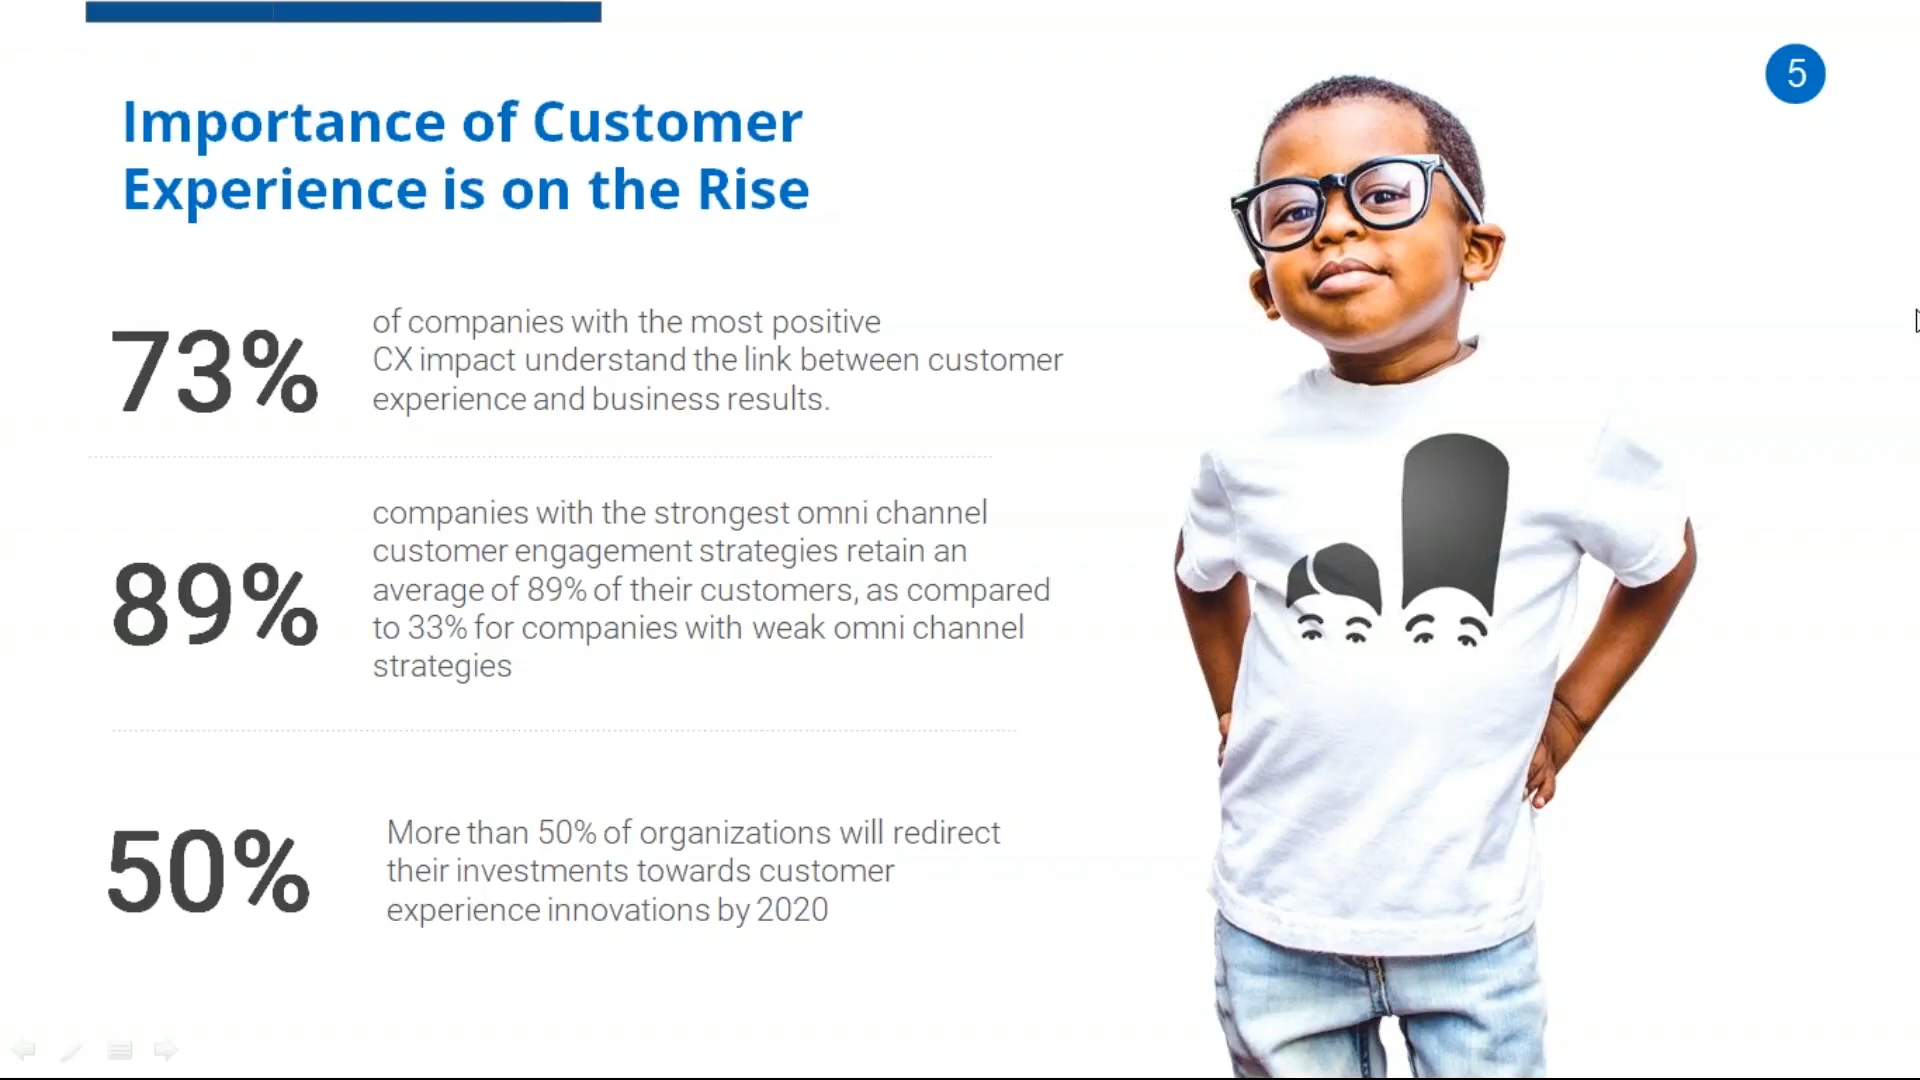 5
Importance of Customer
Experience is on the Rise
73%
of companies with the most positive
CX impact understand the link between customer
experience and business results.
89%
companies with the strongest omni channel
customer engagement strategies retain an
average of 89% of their customers, as compared
to 33% for companies with weak omni channel
strategies
50%
More than 50% of organizations will redirect
their investments towards customer
experience innovations by 2020